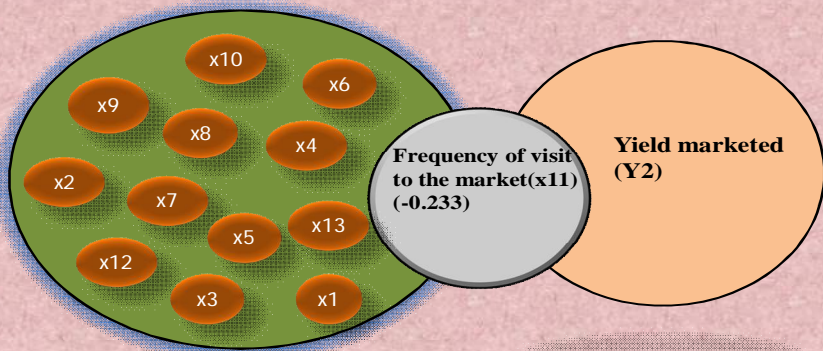 x10
x6
x9
x8
x4
Frequency of visit
to the market(x11)
(-0.233)
Yield marketed
(Y2)
x2
x7
x5
x13
x12
x3
x1